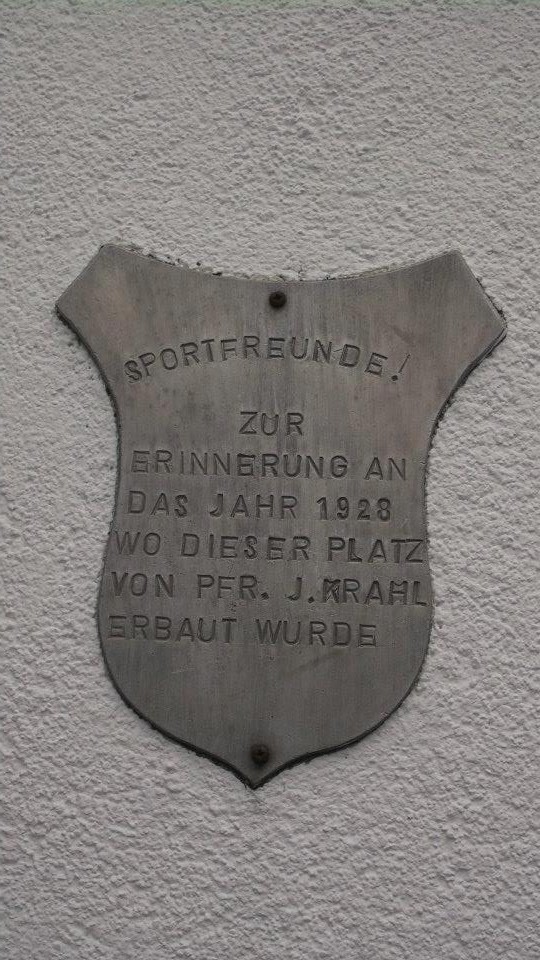 SPORTFREUNDE!
ZUR
ERINNERUNG AN
DAS JAHR 1928
WO DIESER PLATZ
VON PFR. J. KRAHL
ERBAUT WURDE